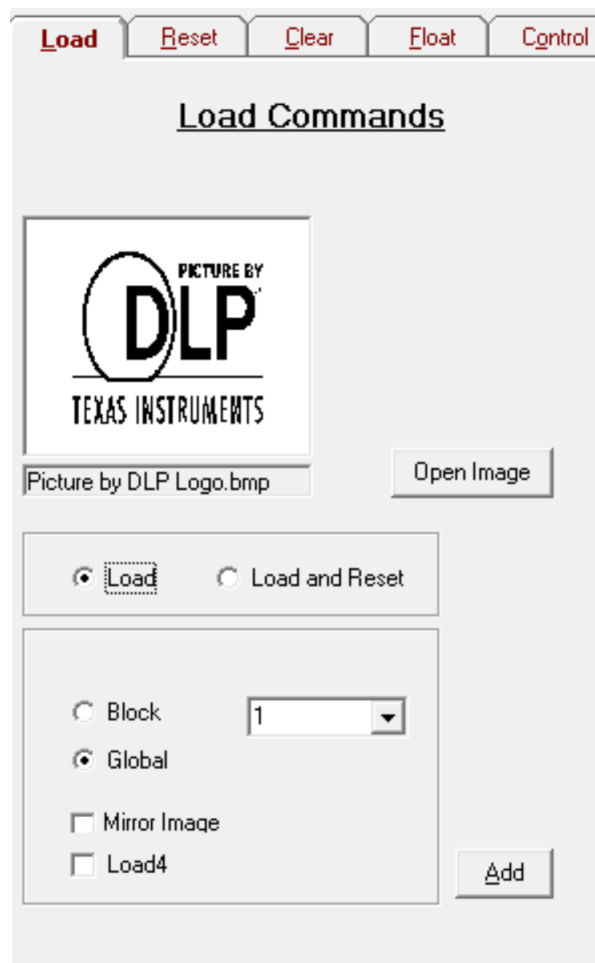 Load Reset Clear Float Control
Load Commands
PICTURE BY
DLP
TEXAS INSTRUMENTS
Picture by DLP Logo.bmp
Open Image
Load Load and Reset
Block 1
Global
Mirror Image
Load4
Add